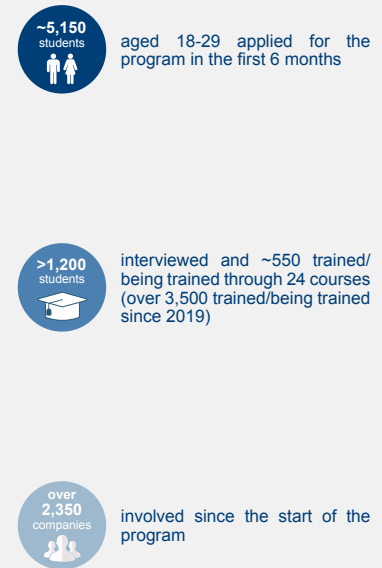 ~5,150
students
aged 18-29 applied for the
program in the first 6 months
>1,200
students
interviewed and ~550 trained/
being trained through 24 courses
(over 3,500 trained/being trained
since 2019)
over
2,350
companies
involved since the start of the
program